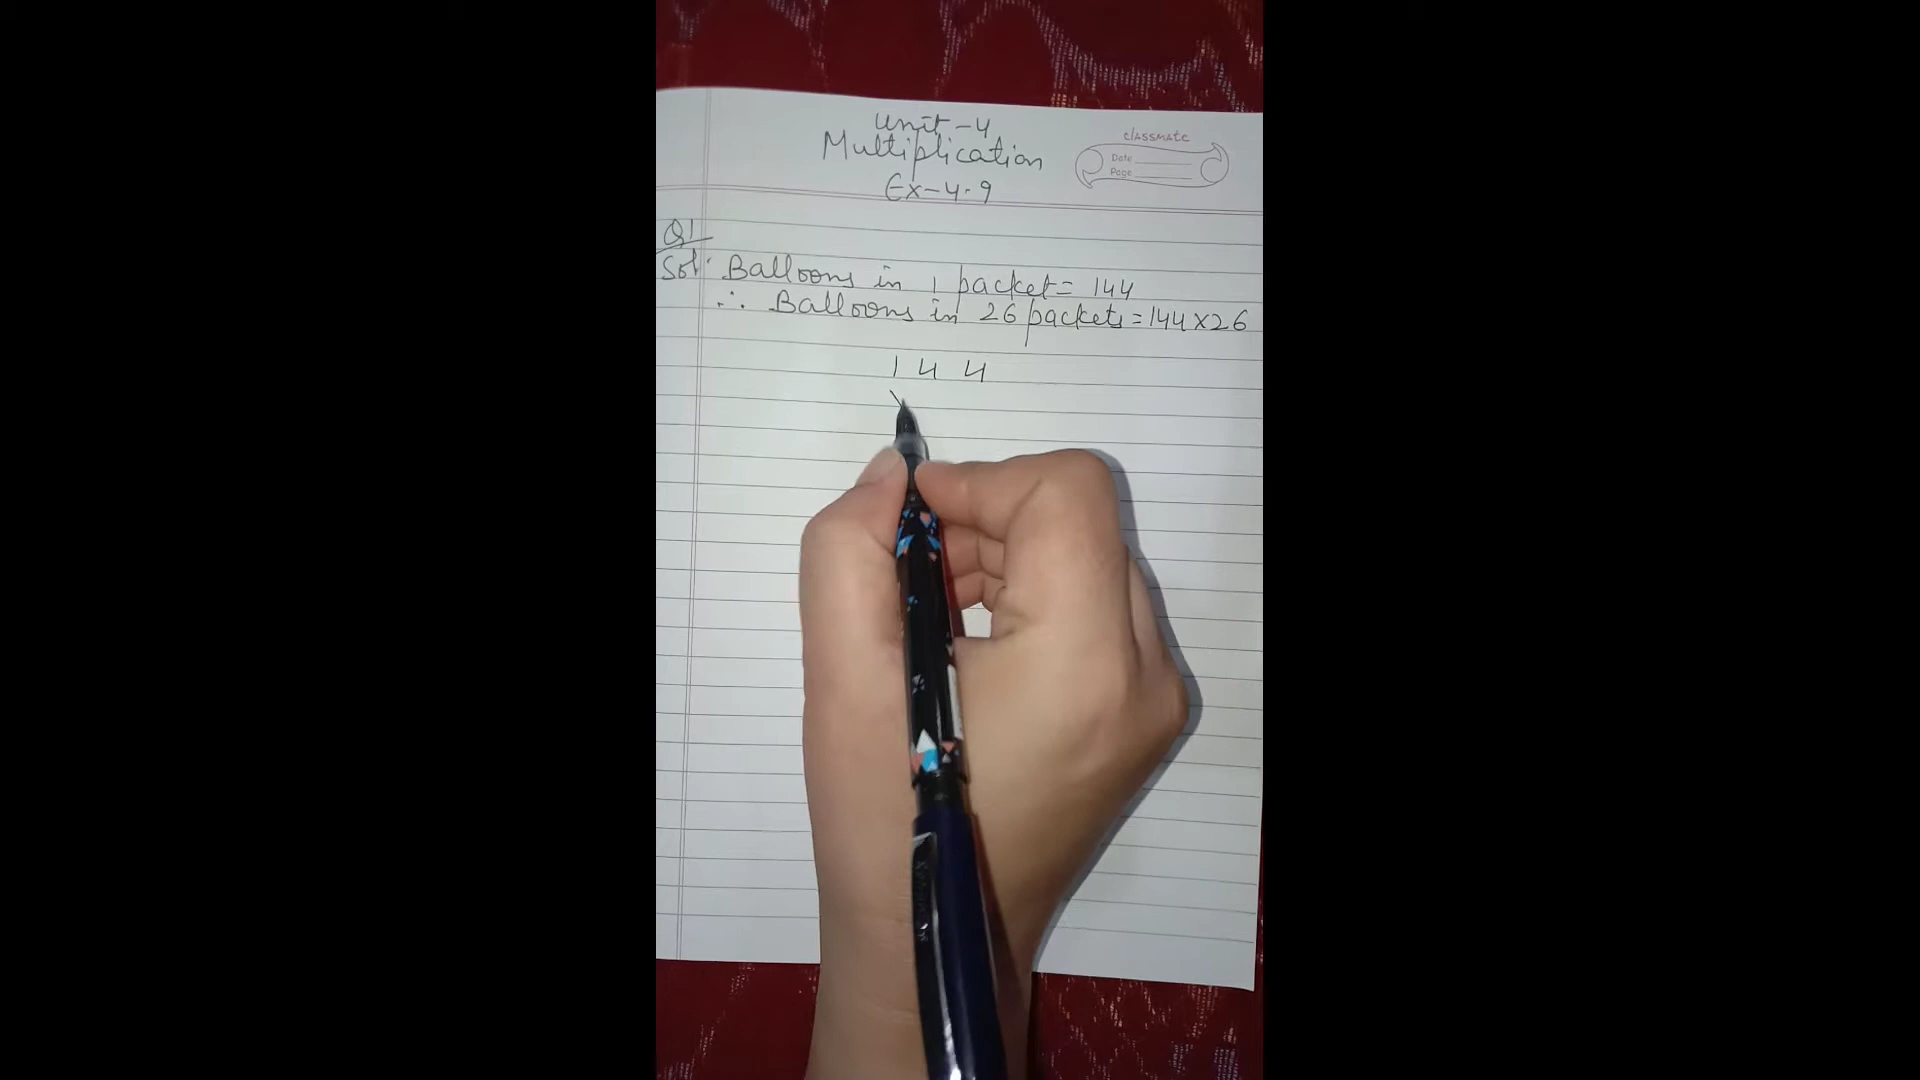 Unit-4
Multiplication
Ex-4.9
classmate
Date
Page
Q1
Sol. Balloons in 1 packet = 144
∴ Balloons in 26 packets = 144 × 26
1 4 4